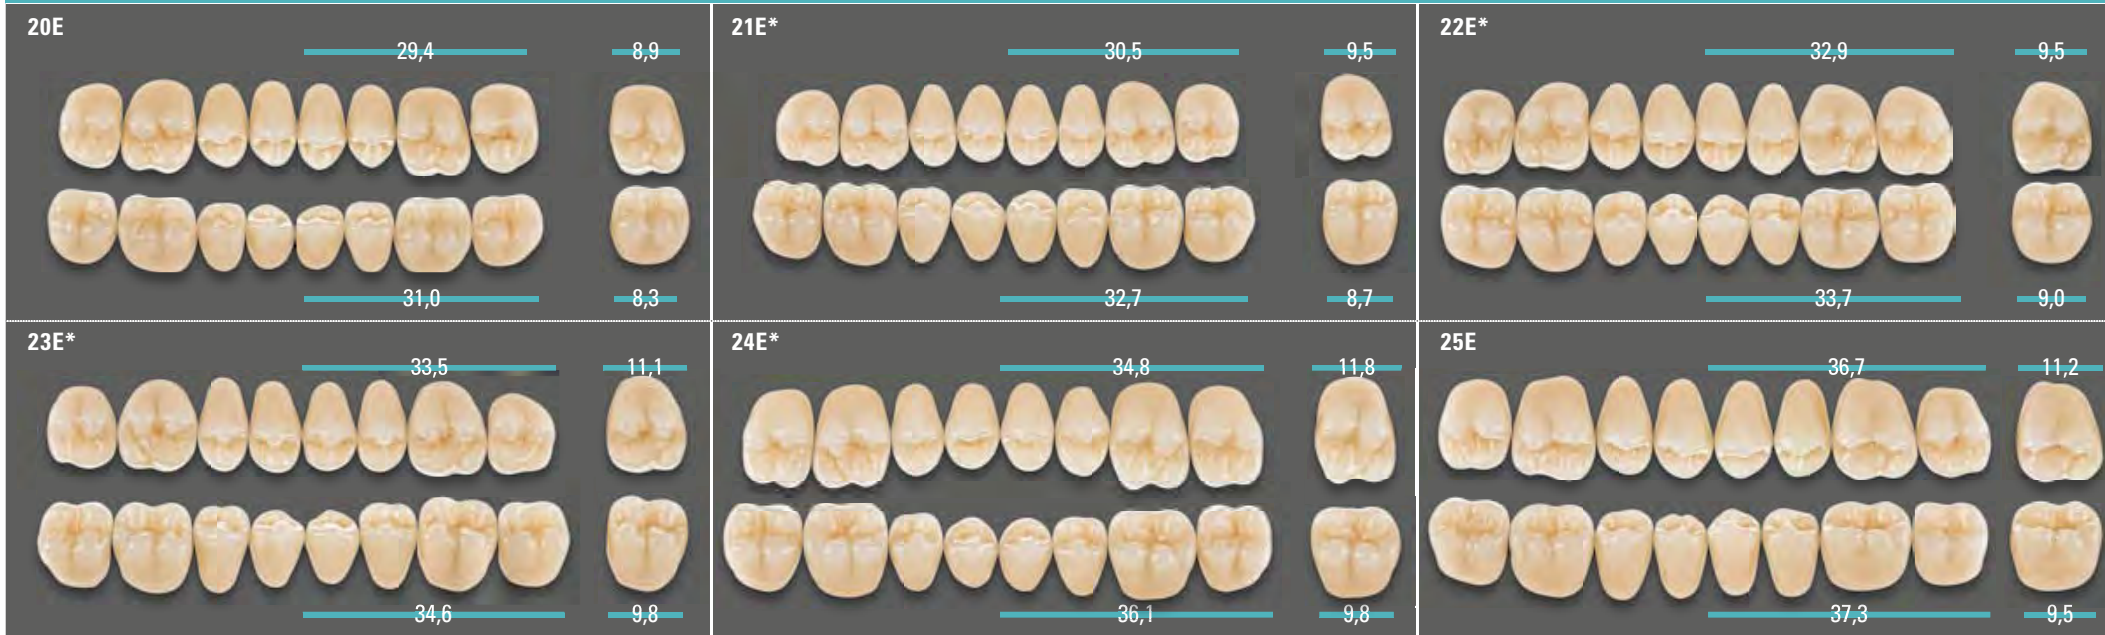 20E
29,4 8,9
31,0 8,3
21E*
30,5 9,5
32,7 8,7
22E*
32,9 9,5
33,7 9,0
23E*
33,5 11,1
34,6 9,8
24E*
34,8 11,8
36,1 9,8
25E
36,7 11,2
37,3 9,5